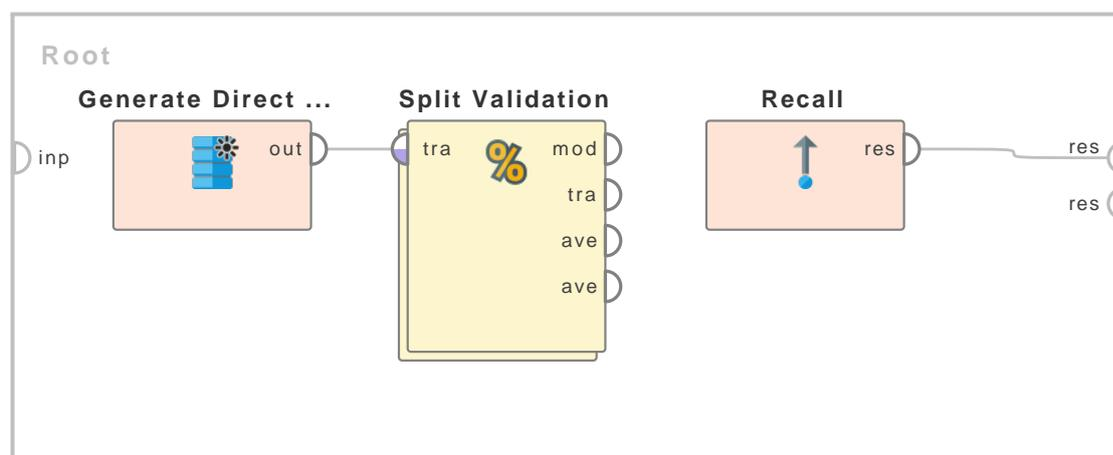 Root
Generate Direct ...
Split Validation
Recall
inp
out
tra
mod
tra
ave
ave
res
res
res